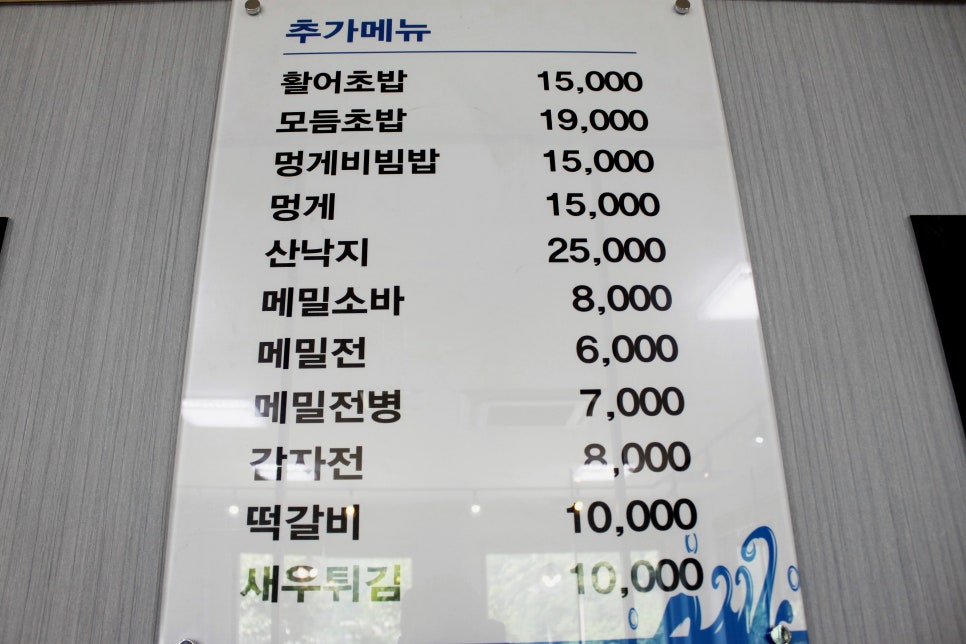 추가메뉴
활어초밥 15,000
모듬초밥 19,000
멍게비빔밥 15,000
멍게 15,000
산낙지 25,000
메밀소바 8,000
메밀전 6,000
메밀전병 7,000
감자전 8,000
떡갈비 10,000
새우튀김 10,000